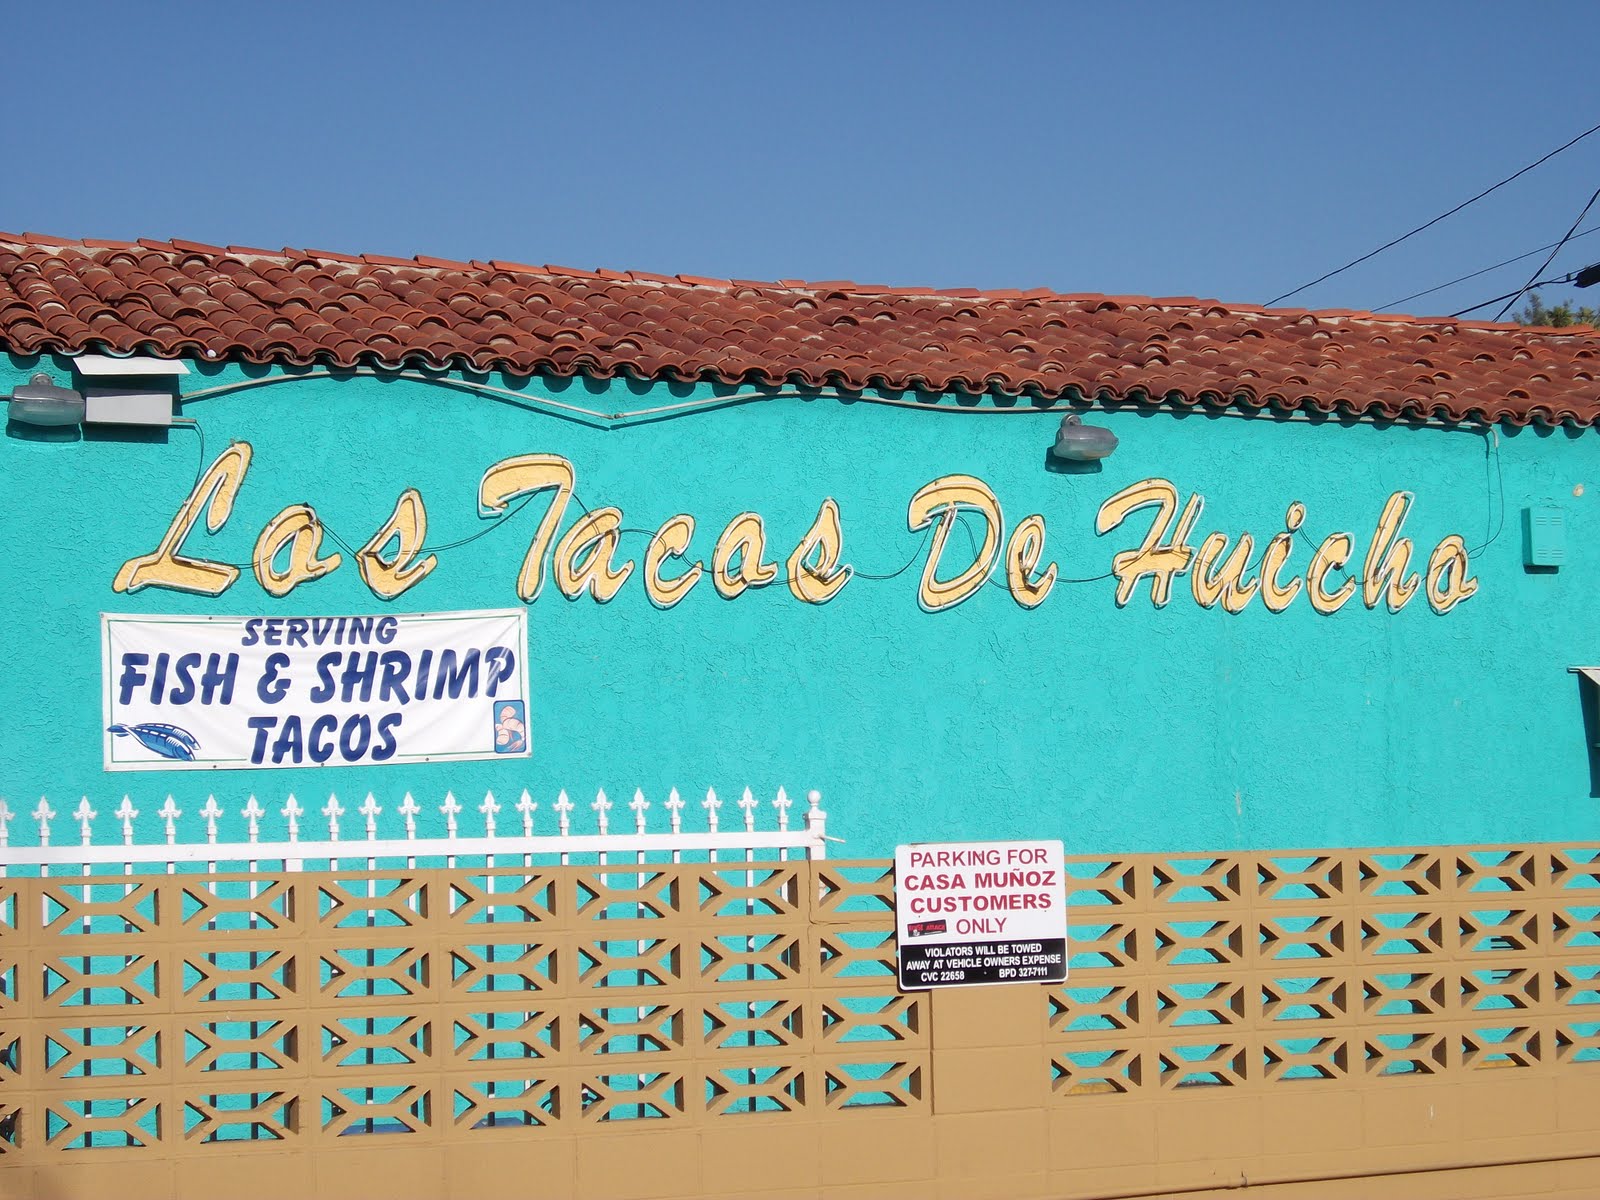 Los Tacos De Huicho
SERVING
FISH & SHRIMP
TACOS
PARKING FOR
CASA MUÑOZ
CUSTOMERS
ONLY
VIOLATORS WILL BE TOWED
AWAY AT VEHICLE OWNERS EXPENSE
CVC 22658 BPD 327-7111